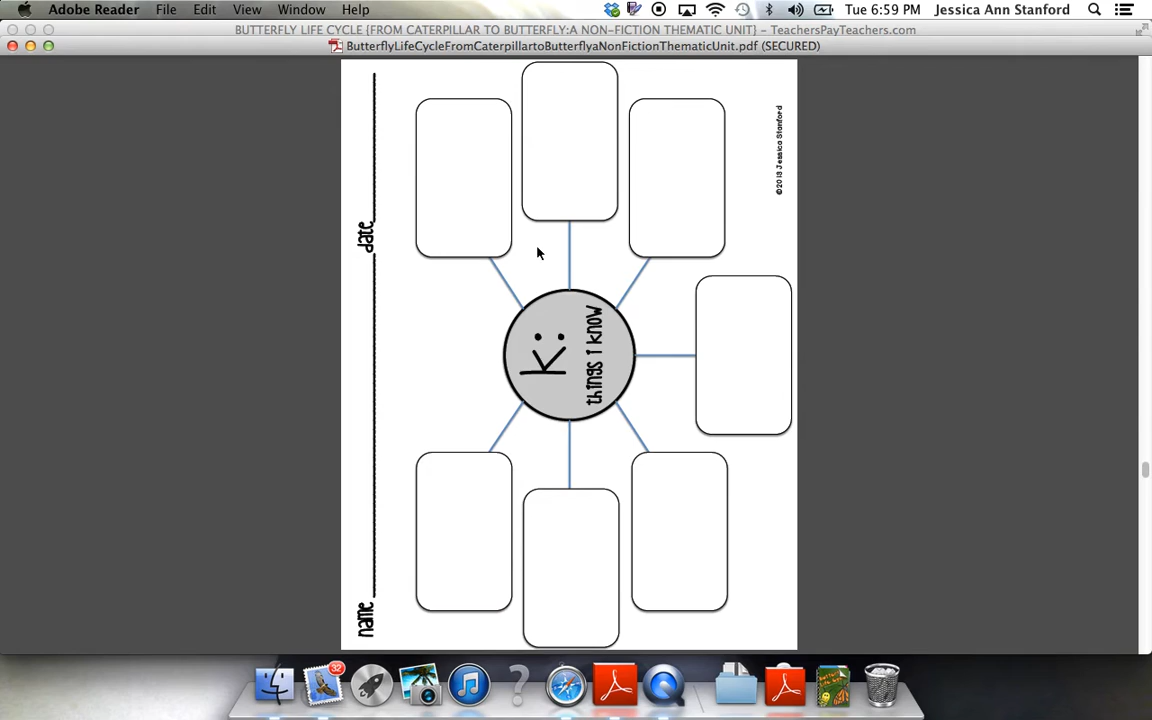 Adobe Reader File Edit View Window Help Tue 6:59 PM Jessica Ann Stanford
BUTTERFLY LIFE CYCLE {FROM CATERPILLAR TO BUTTERFLY:A NON-FICTION THEMATIC UNIT} – TeachersPayTeachers.com
ButterflyLifeCycleFromCaterpillartoButterflyaNonFictionThematicUnit.pdf (SECURED)
name date
K:
things i know
©2013 Jessica Stanford
32
?